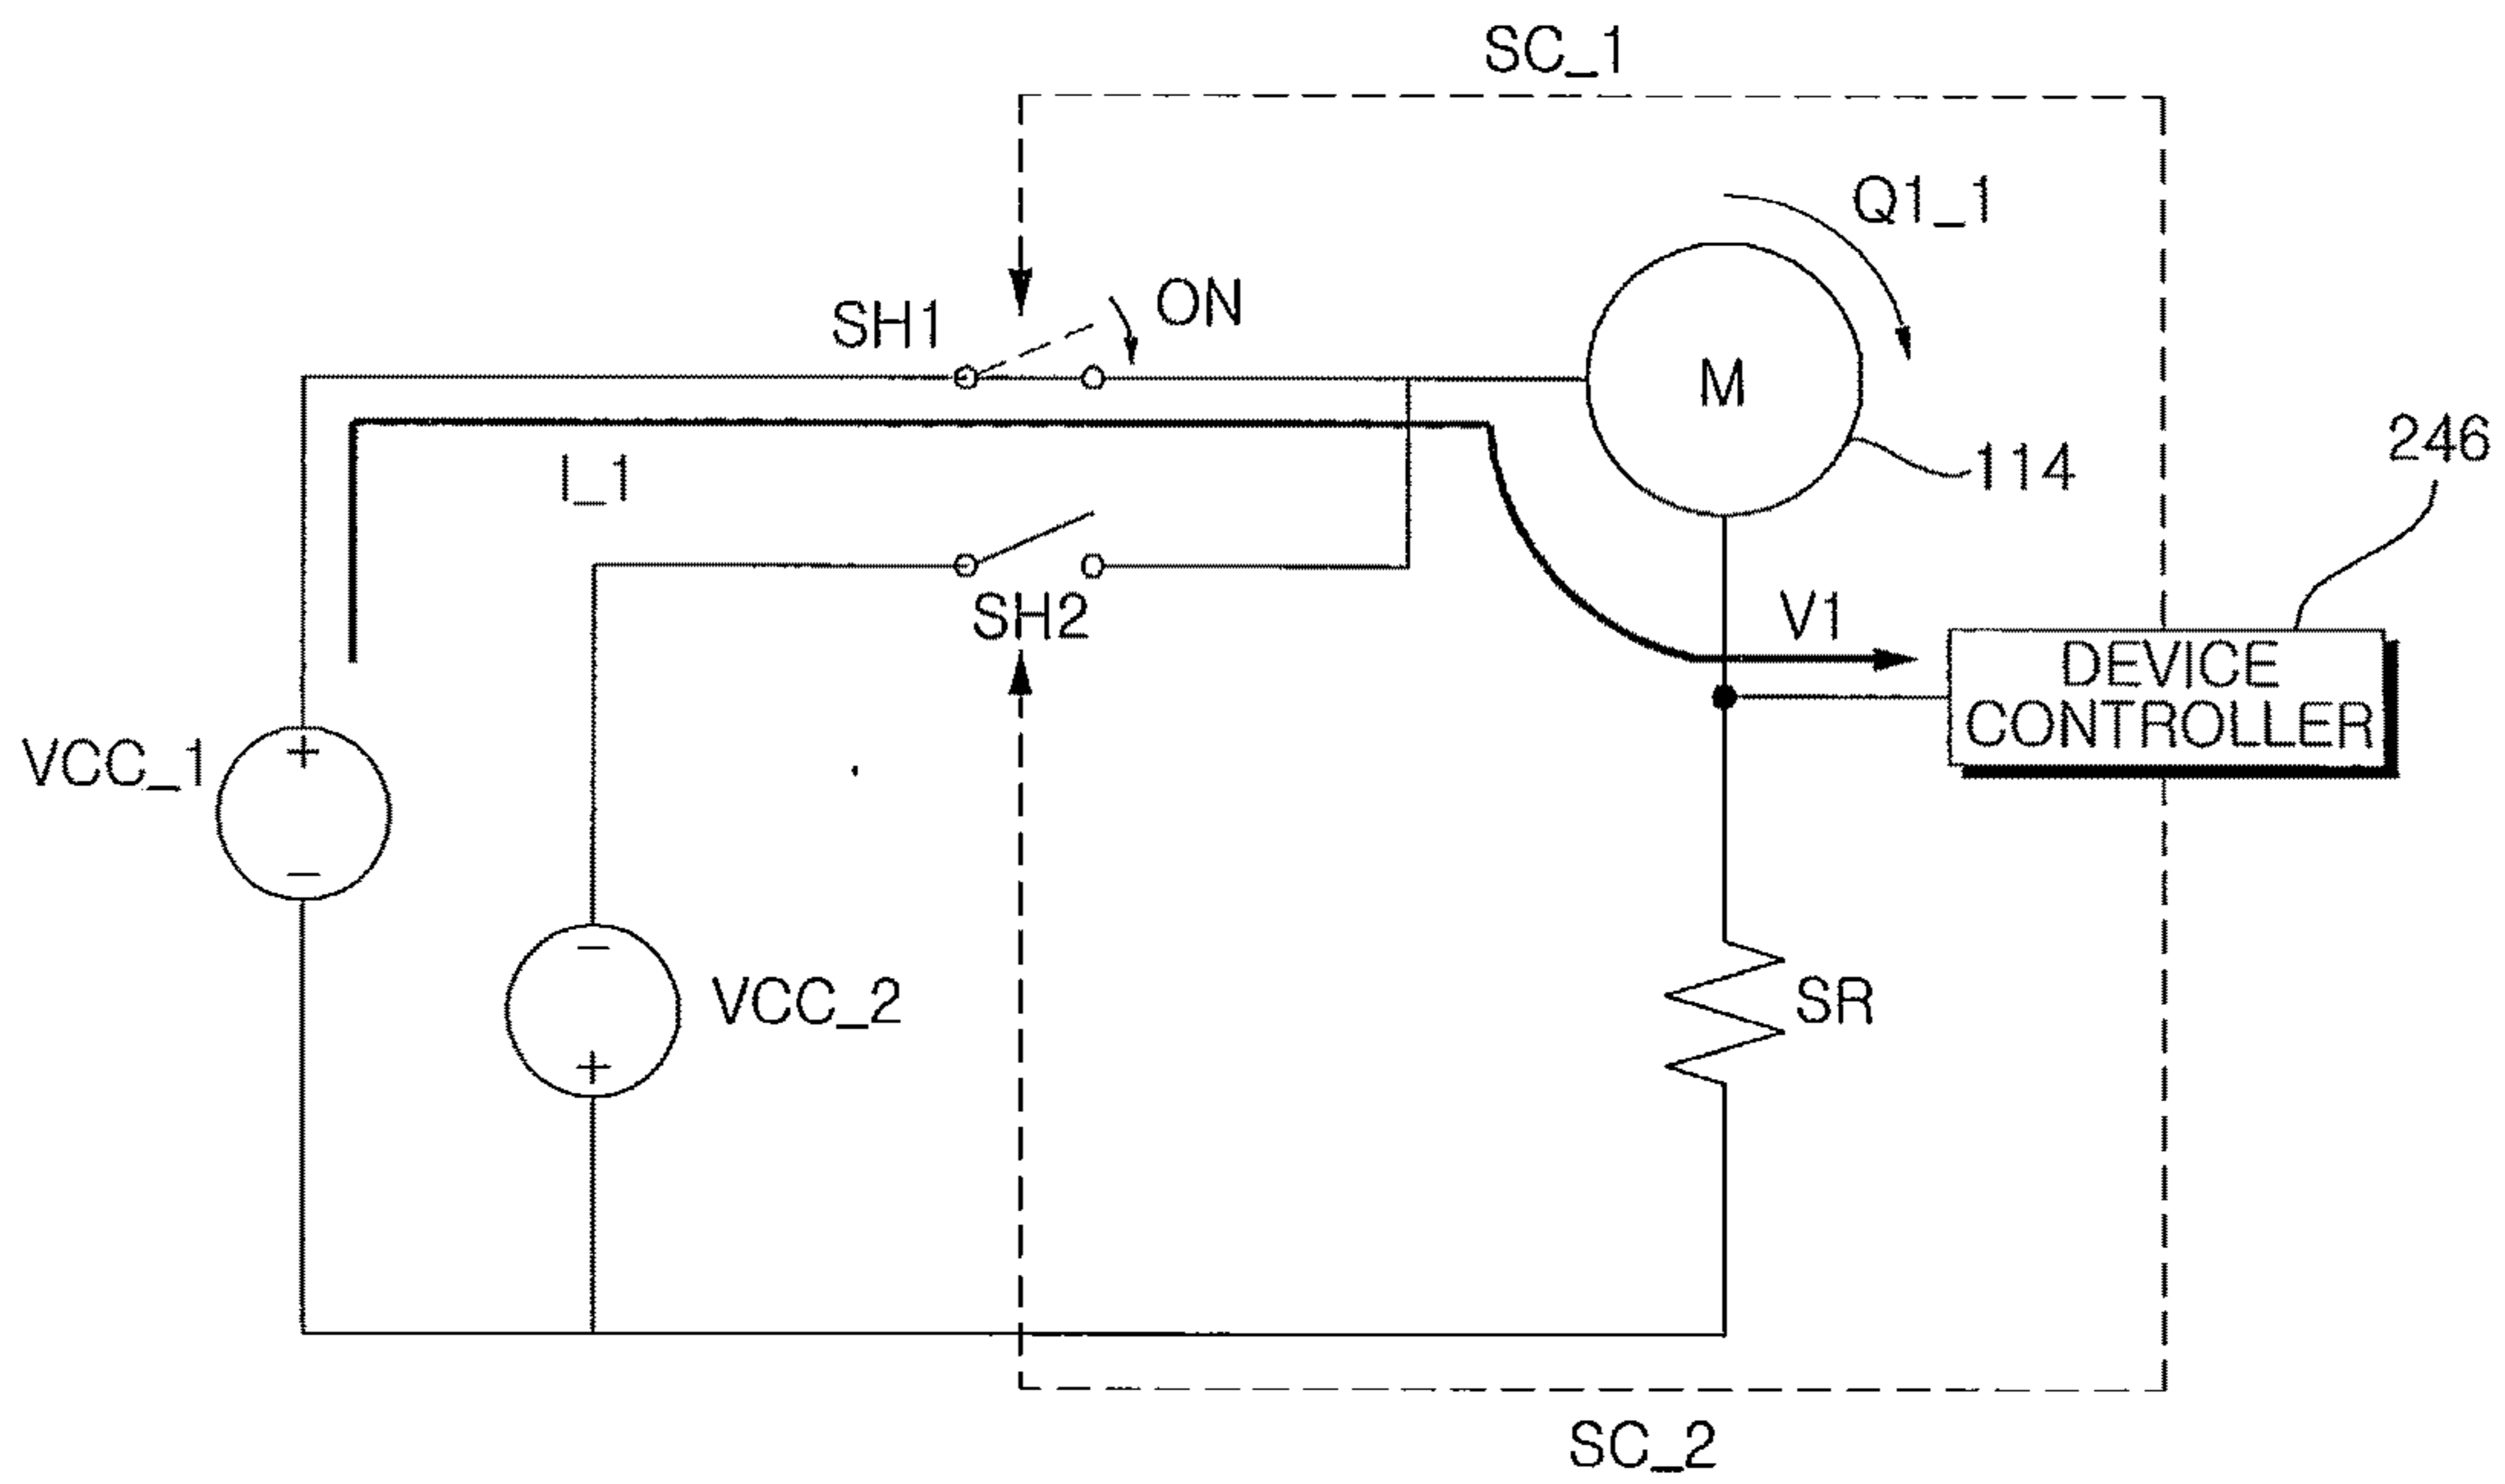 SC_1
Q1_1
SH1
ON
M
114
246
I_1
SH2
V1
DEVICE
CONTROLLER
VCC_1
+
−
VCC_2
−
+
SR
SC_2